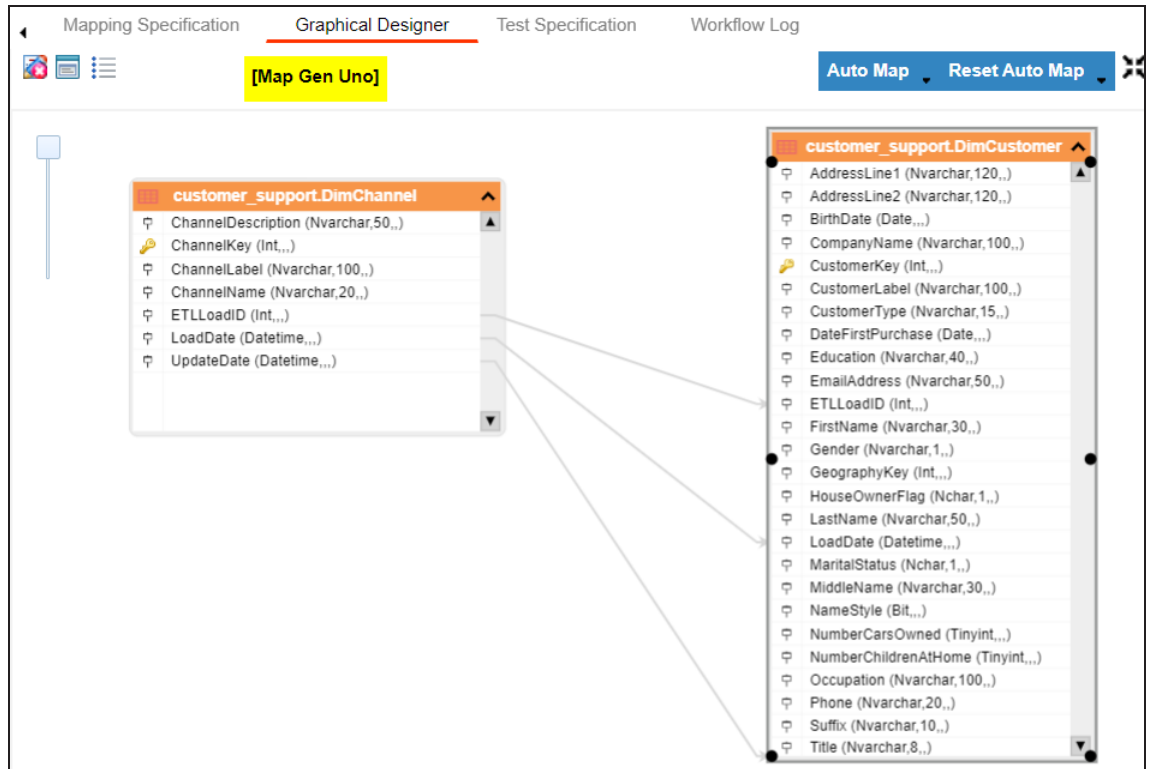 Mapping Specification Graphical Designer Test Specification Workflow Log
[Map Gen Uno] Auto Map Reset Auto Map
customer_support.DimChannel
ChannelDescription (Nvarchar,50,,)
ChannelKey (Int,,,)
ChannelLabel (Nvarchar,100,,)
ChannelName (Nvarchar,20,,)
ETLLoadID (Int,,,)
LoadDate (Datetime,,,)
UpdateDate (Datetime,,,)
customer_support.DimCustomer
AddressLine1 (Nvarchar,120,,)
AddressLine2 (Nvarchar,120,,)
BirthDate (Date,,,)
CompanyName (Nvarchar,100,,)
CustomerKey (Int,,,)
CustomerLabel (Nvarchar,100,,)
CustomerType (Nvarchar,15,,)
DateFirstPurchase (Date,,,)
Education (Nvarchar,40,,)
EmailAddress (Nvarchar,50,,)
ETLLoadID (Int,,,)
FirstName (Nvarchar,30,,)
Gender (Nvarchar,1,,)
GeographyKey (Int,,,)
HouseOwnerFlag (Nchar,1,,)
LastName (Nvarchar,50,,)
LoadDate (Datetime,,,)
MaritalStatus (Nchar,1,,)
MiddleName (Nvarchar,30,,)
NameStyle (Bit,,,)
NumberCarsOwned (Tinyint,,,)
NumberChildrenAtHome (Tinyint,,,)
Occupation (Nvarchar,100,,)
Phone (Nvarchar,20,,)
Suffix (Nvarchar,10,,)
Title (Nvarchar,8,,)